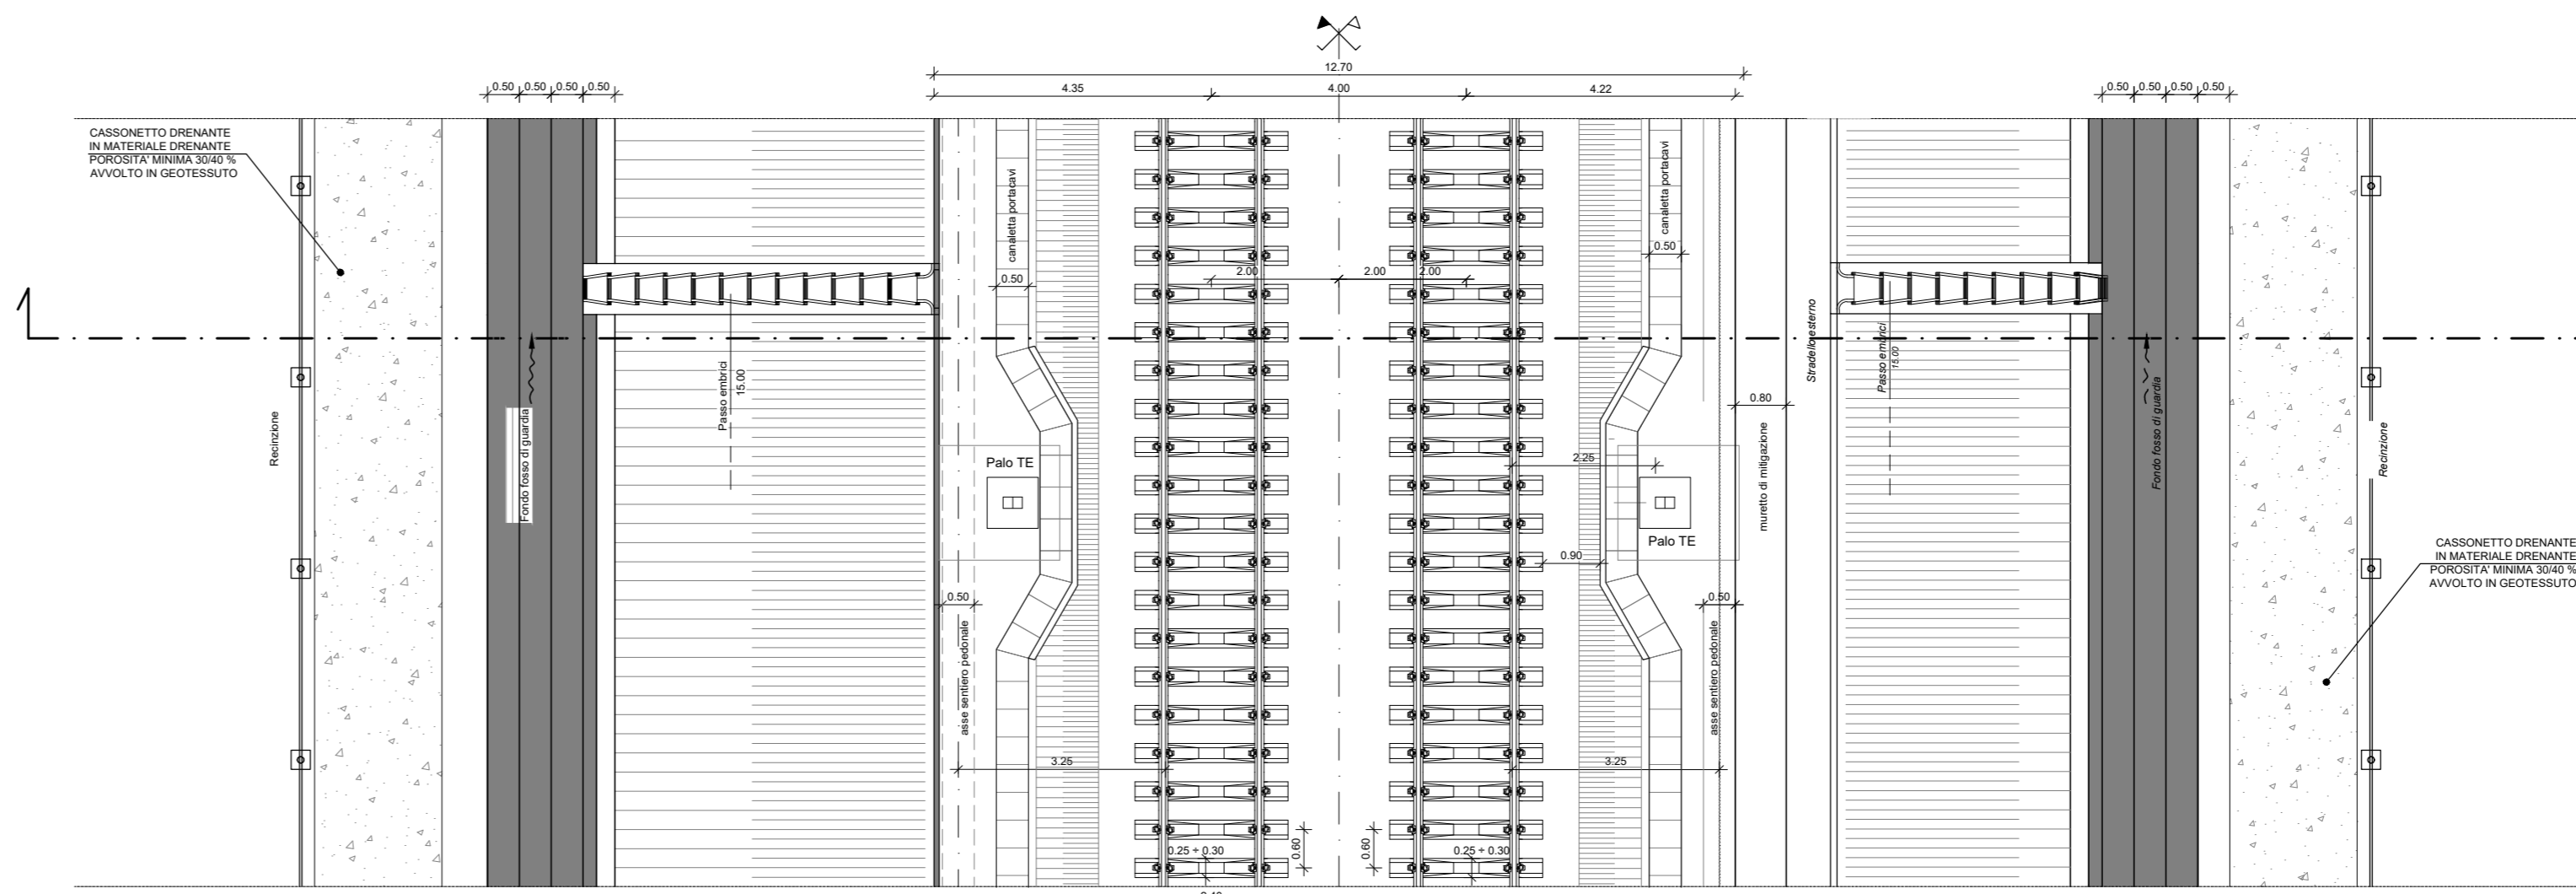 12.70
0.50 0.50 0.50 0.50
4.35
4.00
4.22
0.50 0.50 0.50 0.50
CASSONETTO DRENANTE
IN MATERIALE DRENANTE
POROSITA' MINIMA 30/40 %
AVVOLTO IN GEOTESSUTO
canaletta portacavi
canaletta portacavi
0.50
0.50
2.00
2.00
2.00
1
Recinzione
Fondo fosso di guardia
Passo embrici
15.00
Palo TE
2.25
0.90
Palo TE
0.80
muretto di mitigazione
Stradello esterno
Passo embrici
15.00
Fondo fosso di guardia
Recinzione
CASSONETTO DRENANTE
IN MATERIALE DRENANTE
POROSITA' MINIMA 30/40 %
AVVOLTO IN GEOTESSUTO
0.50
asse sentiero pedonale
0.50
asse sentiero pedonale
3.25
3.25
0.25 ÷ 0.30
0.60
0.60
0.25 ÷ 0.30